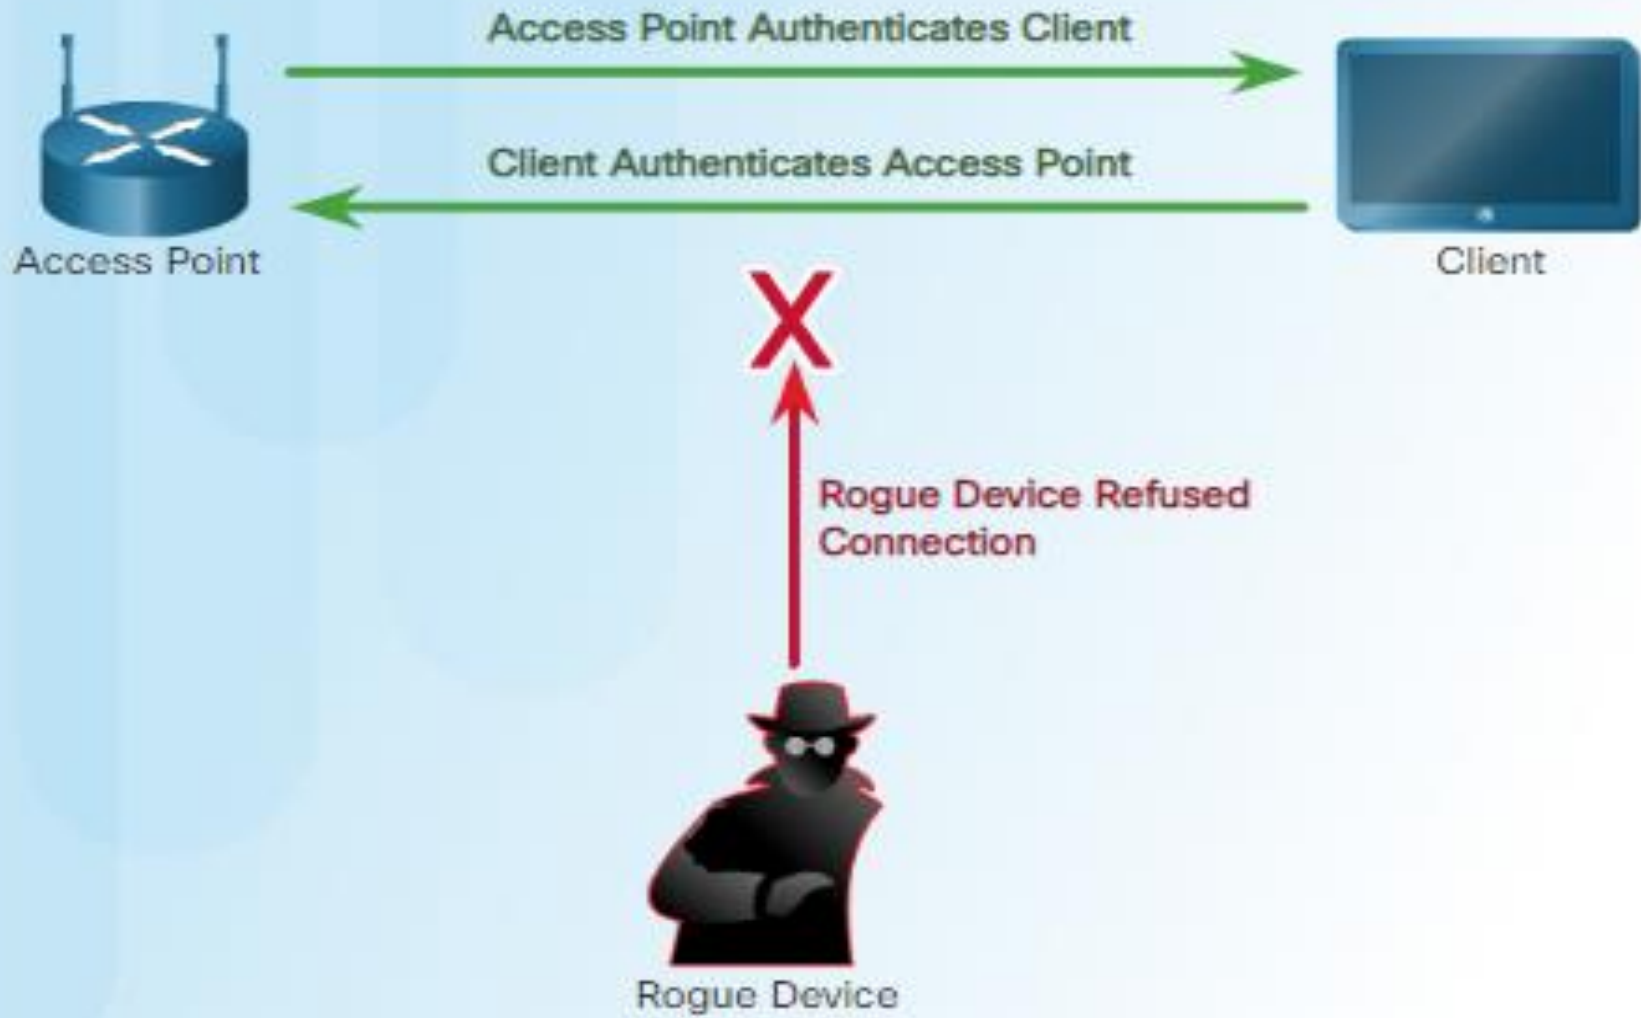 Access Point Authenticates Client
Client Authenticates Access Point
Access Point
Client
Rogue Device Refused
Connection
Rogue Device